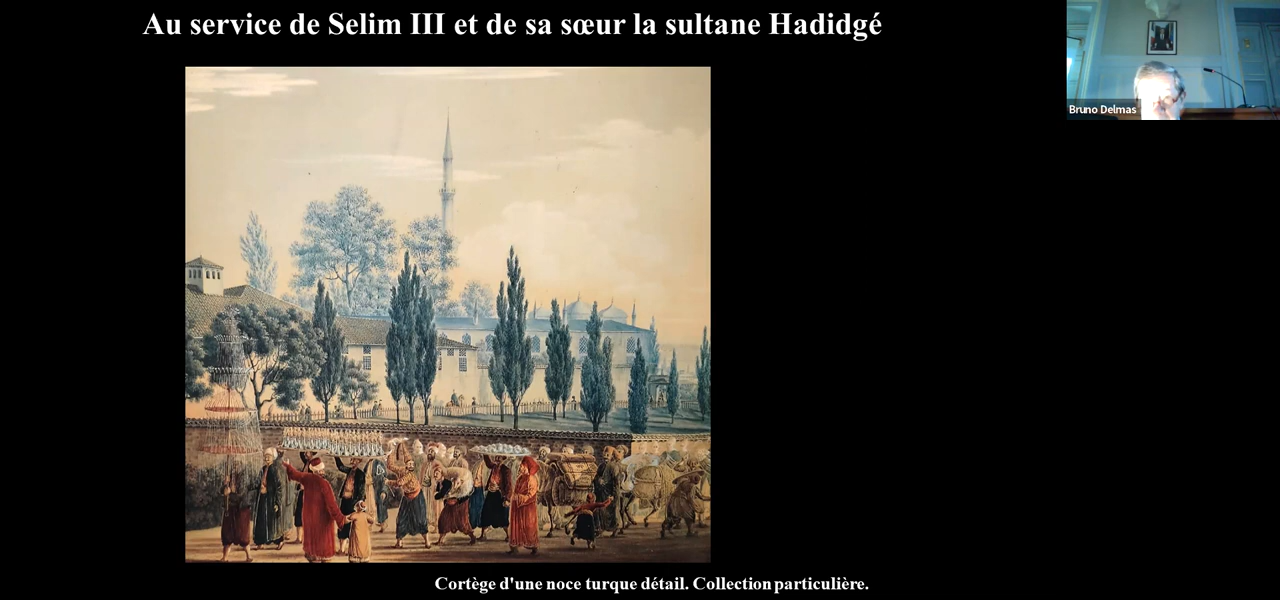 Au service de Selim III et de sa sœur la sultane Hadidgé
Bruno Delmas
Cortège d'une noce turque détail. Collection particulière.